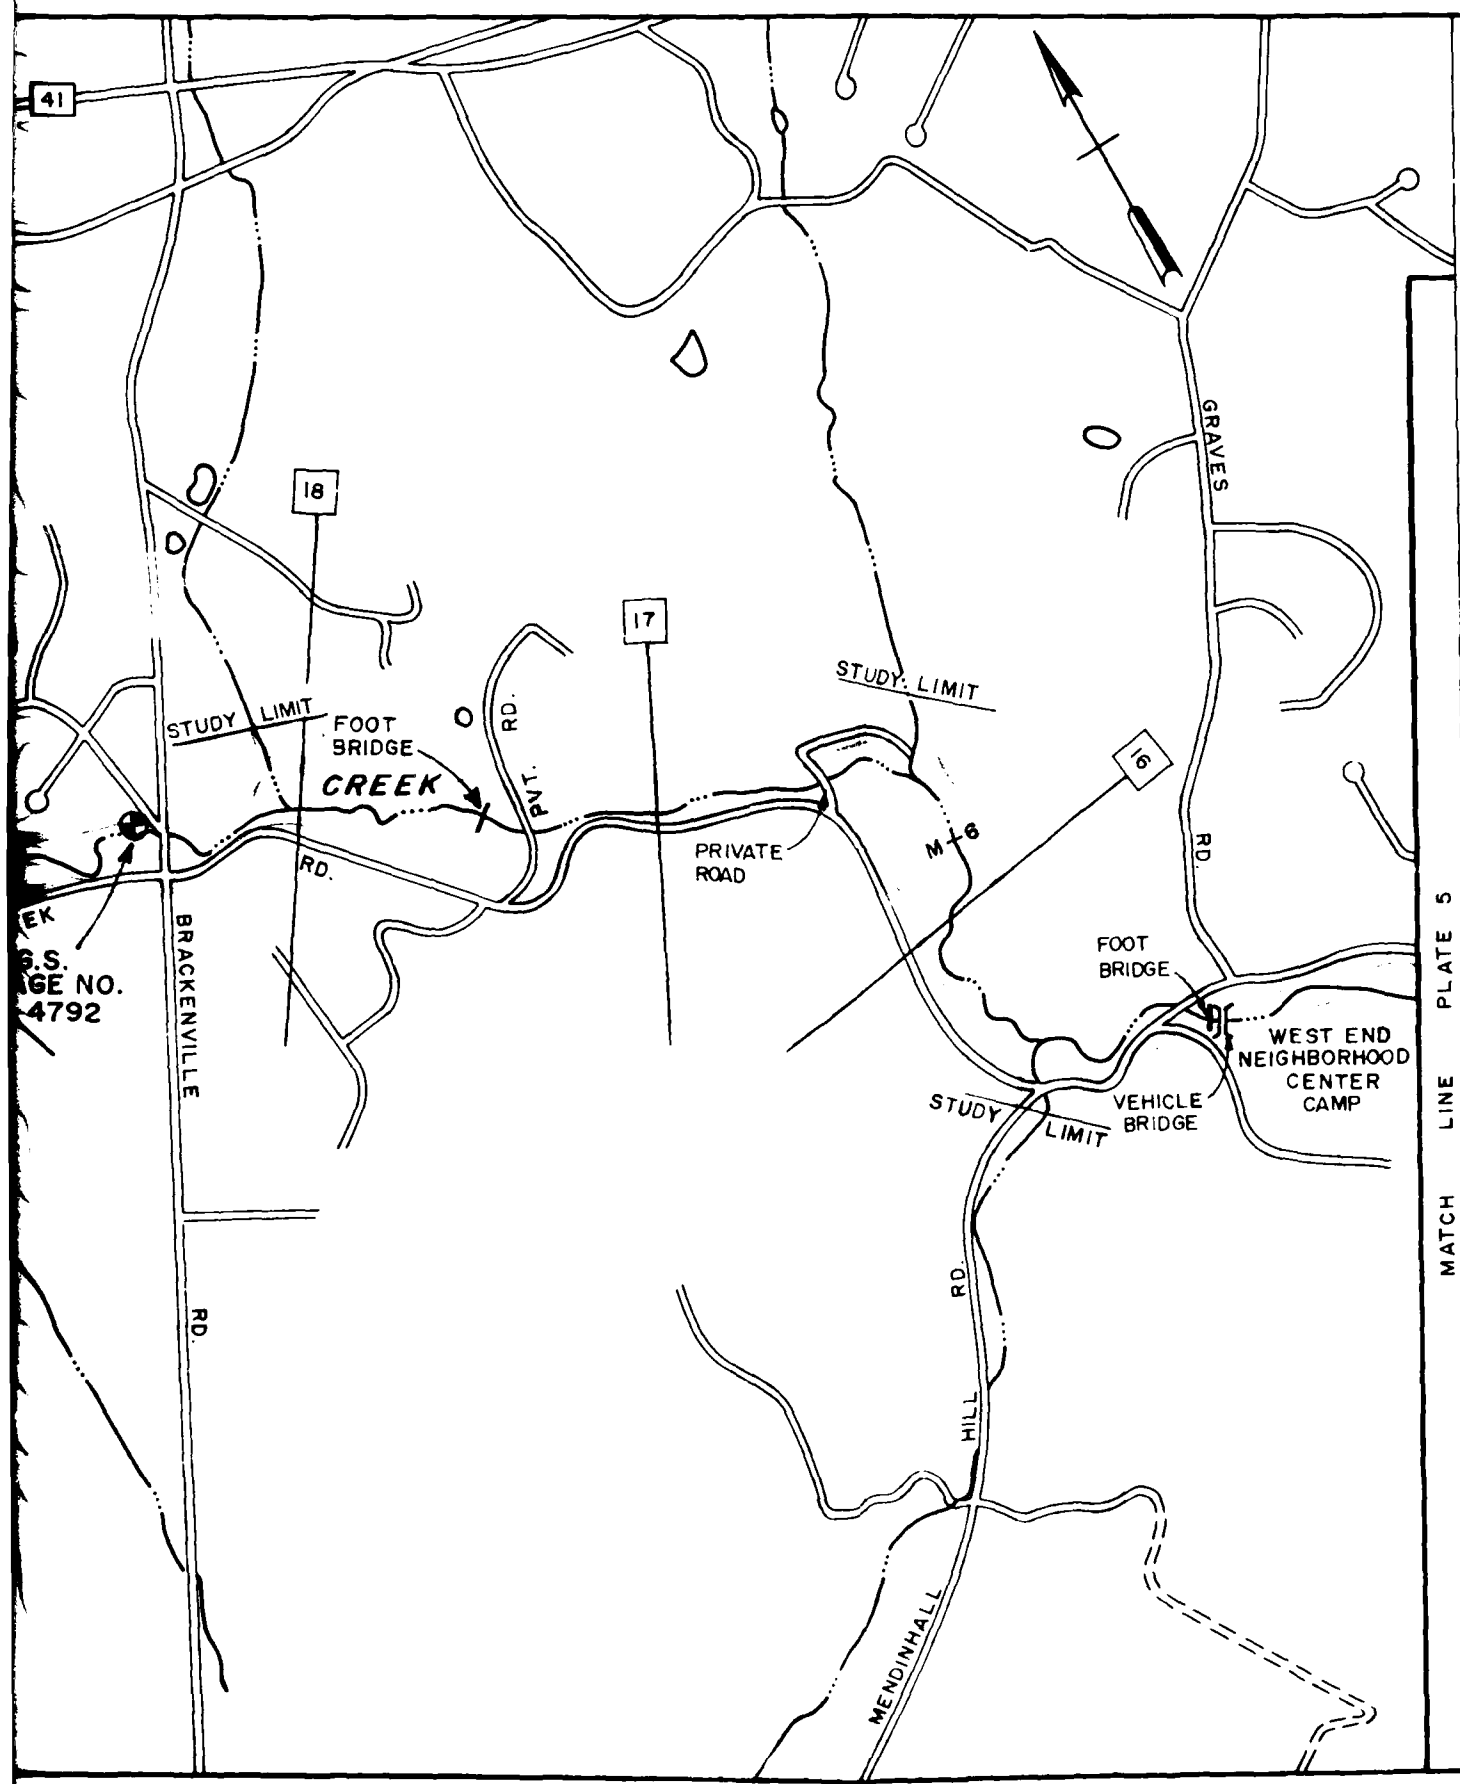 41
GRAVES
18
17
STUDY LIMIT
STUDY LIMIT
FOOT
BRIDGE
RD.
CREEK
PVT.
16
M 6
PRIVATE
ROAD
RD.
RD.
EK
G.S.
GE NO.
4792
BRACKENVILLE
FOOT
BRIDGE
WEST END
NEIGHBORHOOD
CENTER
CAMP
VEHICLE
BRIDGE
STUDY LIMIT
MATCH LINE PLATE 5
RD.
RD.
HILL
MENDINHALL